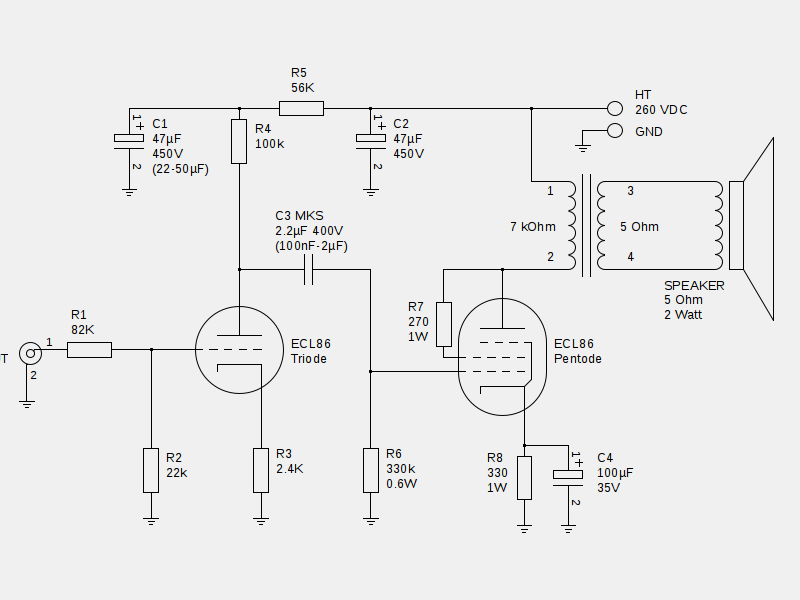 R5
56K
HT
260 VDC
GND
1
+
C1
47µF
450V
(22-50µF)
2
R4
100k
1
+
C2
47µF
450V
2
C3 MKS
2.2µF 400V
(100nF-2µF)
1
7 kOhm
2
3
5 Ohm
4
SPEAKER
5 Ohm
2 Watt
R1
82K
T
1
2
ECL86
Triode
R7
270
1W
ECL86
Pentode
R2
22k
R3
2.4K
R6
330k
0.6W
R8
330
1W
1
+
C4
100µF
35V
2